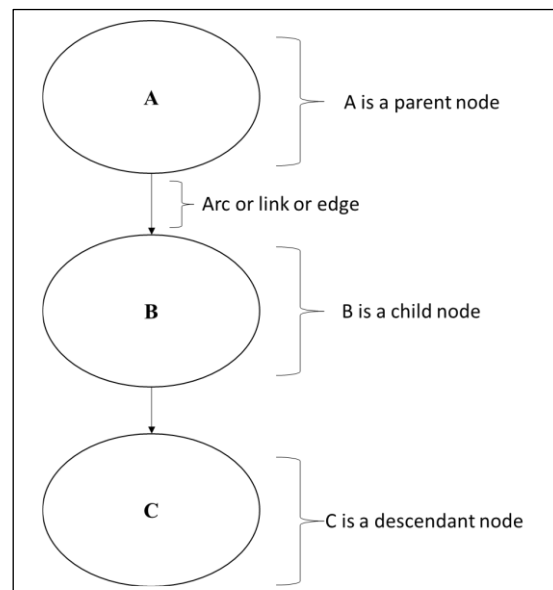 A
A is a parent node
Arc or link or edge
B
B is a child node
C
C is a descendant node